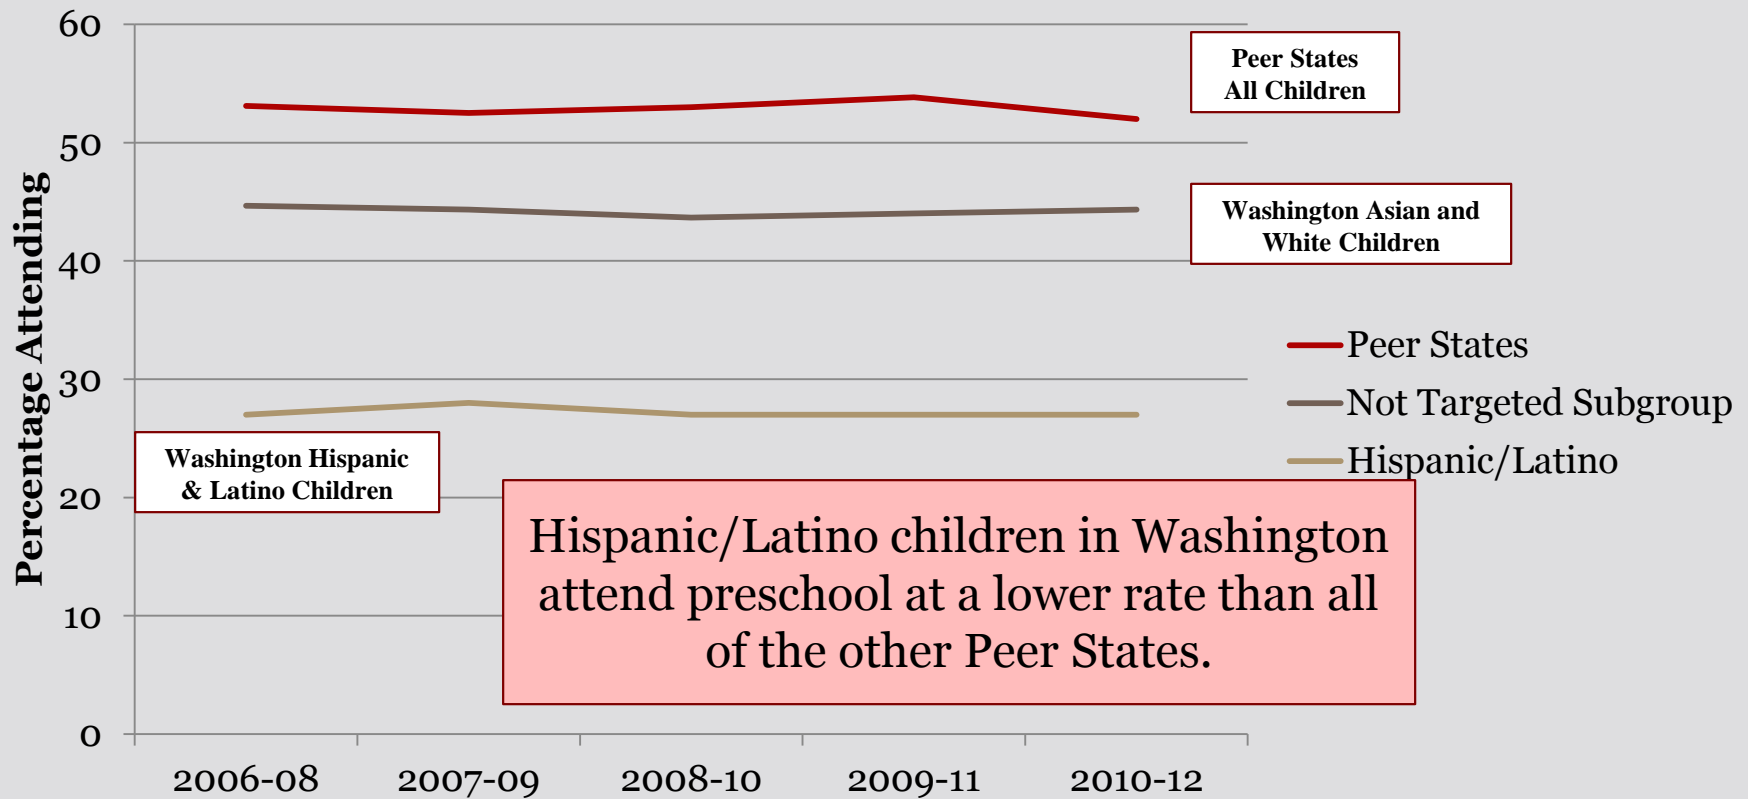 60
50
40
30
20
10
0
Percentage Attending
Peer States
All Children
Washington Asian and
White Children
Washington Hispanic
& Latino Children
Peer States
Not Targeted Subgroup
Hispanic/Latino
Hispanic/Latino children in Washington
attend preschool at a lower rate than all
of the other Peer States.
2006-08 2007-09 2008-10 2009-11 2010-12